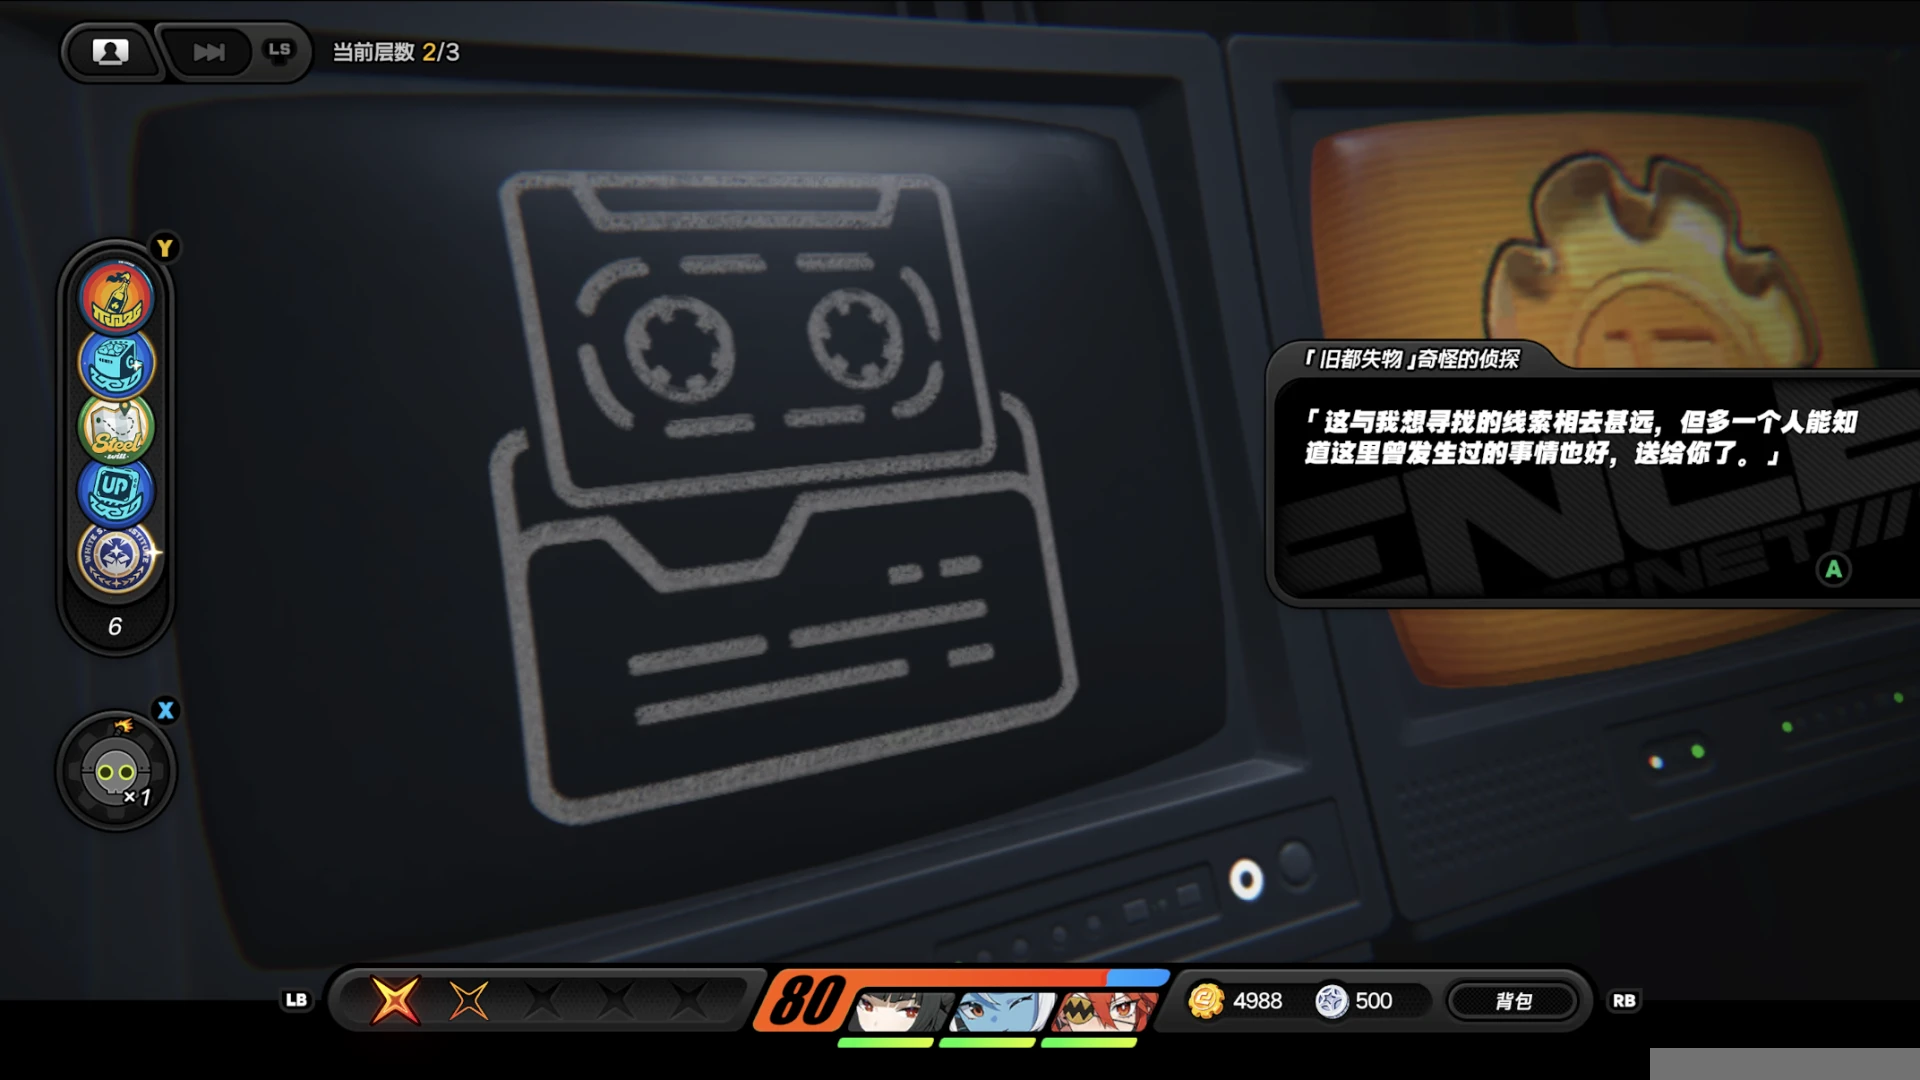 LS
当前层数 2/3
Y
UP
Steel
6
X
×1
「旧都失物」奇怪的侦探
「这与我想寻找的线索相去甚远，但多一个人能知
道这里曾发生过的事情也好，送给你了。」
A
LB
80
4988
500
背包
RB